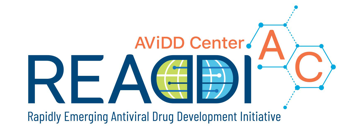 AViDD Center
READDI AC
Rapidly Emerging Antiviral Drug Development Initiative